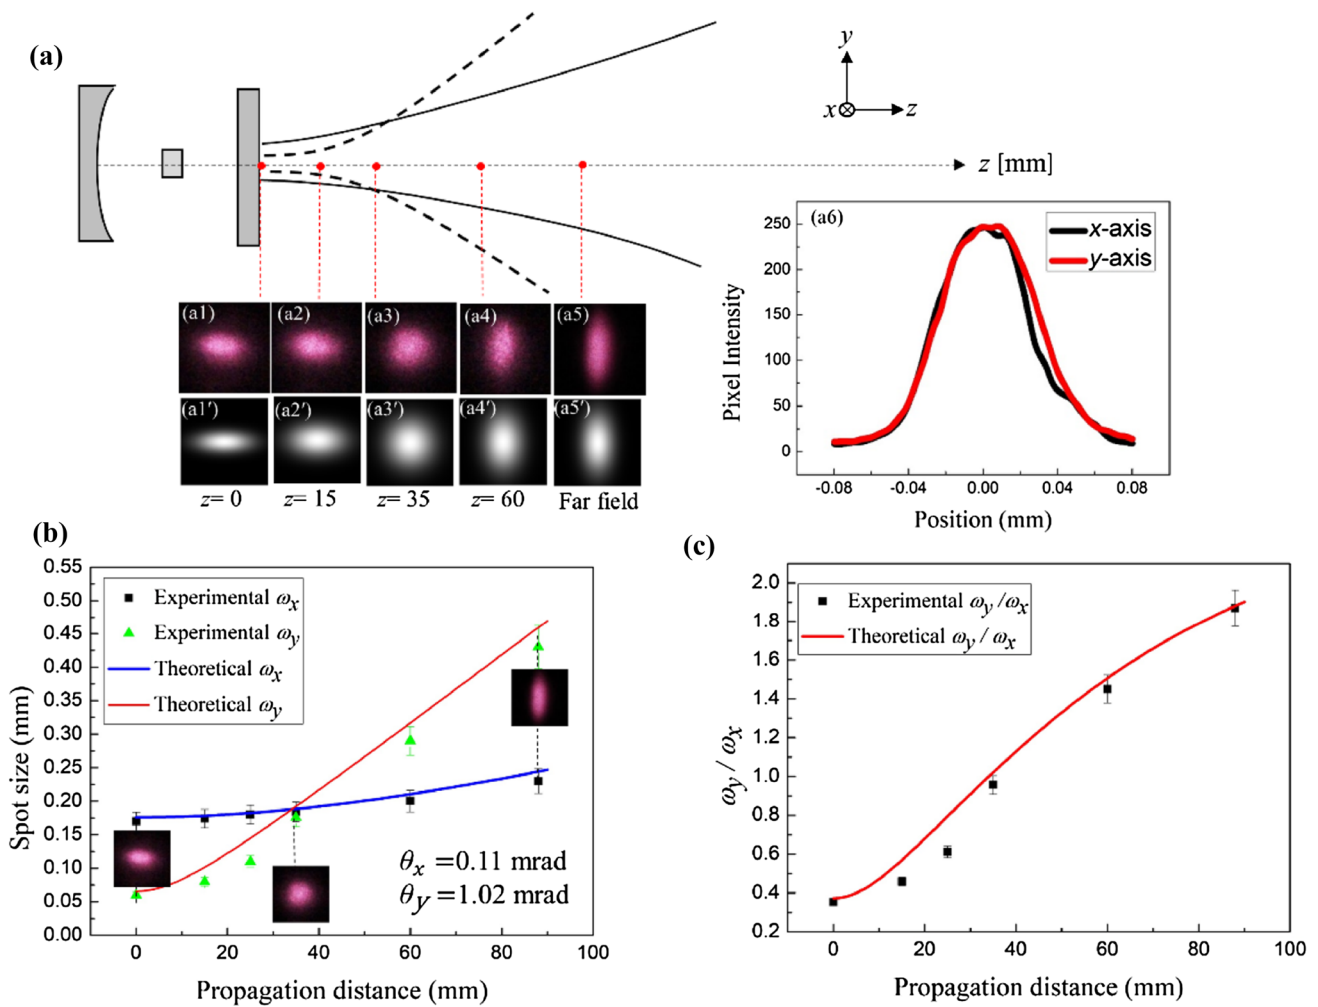 (a)
y
x
z
z [mm]
(a1)
(a2)
(a3)
(a4)
(a5)
(a1′)
(a2′)
(a3′)
(a4′)
(a5′)
z= 0
z= 15
z= 35
z= 60
Far field
(a6)
x-axis
y-axis
Pixel Intensity
250
200
150
100
50
0
-0.08
-0.04
0.00
0.04
0.08
Position (mm)
(b)
Experimental ωx
Experimental ωy
Theoretical ωx
Theoretical ωy
θx =0.11 mrad
θy =1.02 mrad
Spot size (mm)
0.55
0.50
0.45
0.40
0.35
0.30
0.25
0.20
0.15
0.10
0.05
0.00
0
20
40
60
80
100
Propagation distance (mm)
(c)
Experimental ωy /ωx
Theoretical ωy / ωx
ωy / ωx
2.0
1.8
1.6
1.4
1.2
1.0
0.8
0.6
0.4
0.2
0
20
40
60
80
100
Propagation distance (mm)